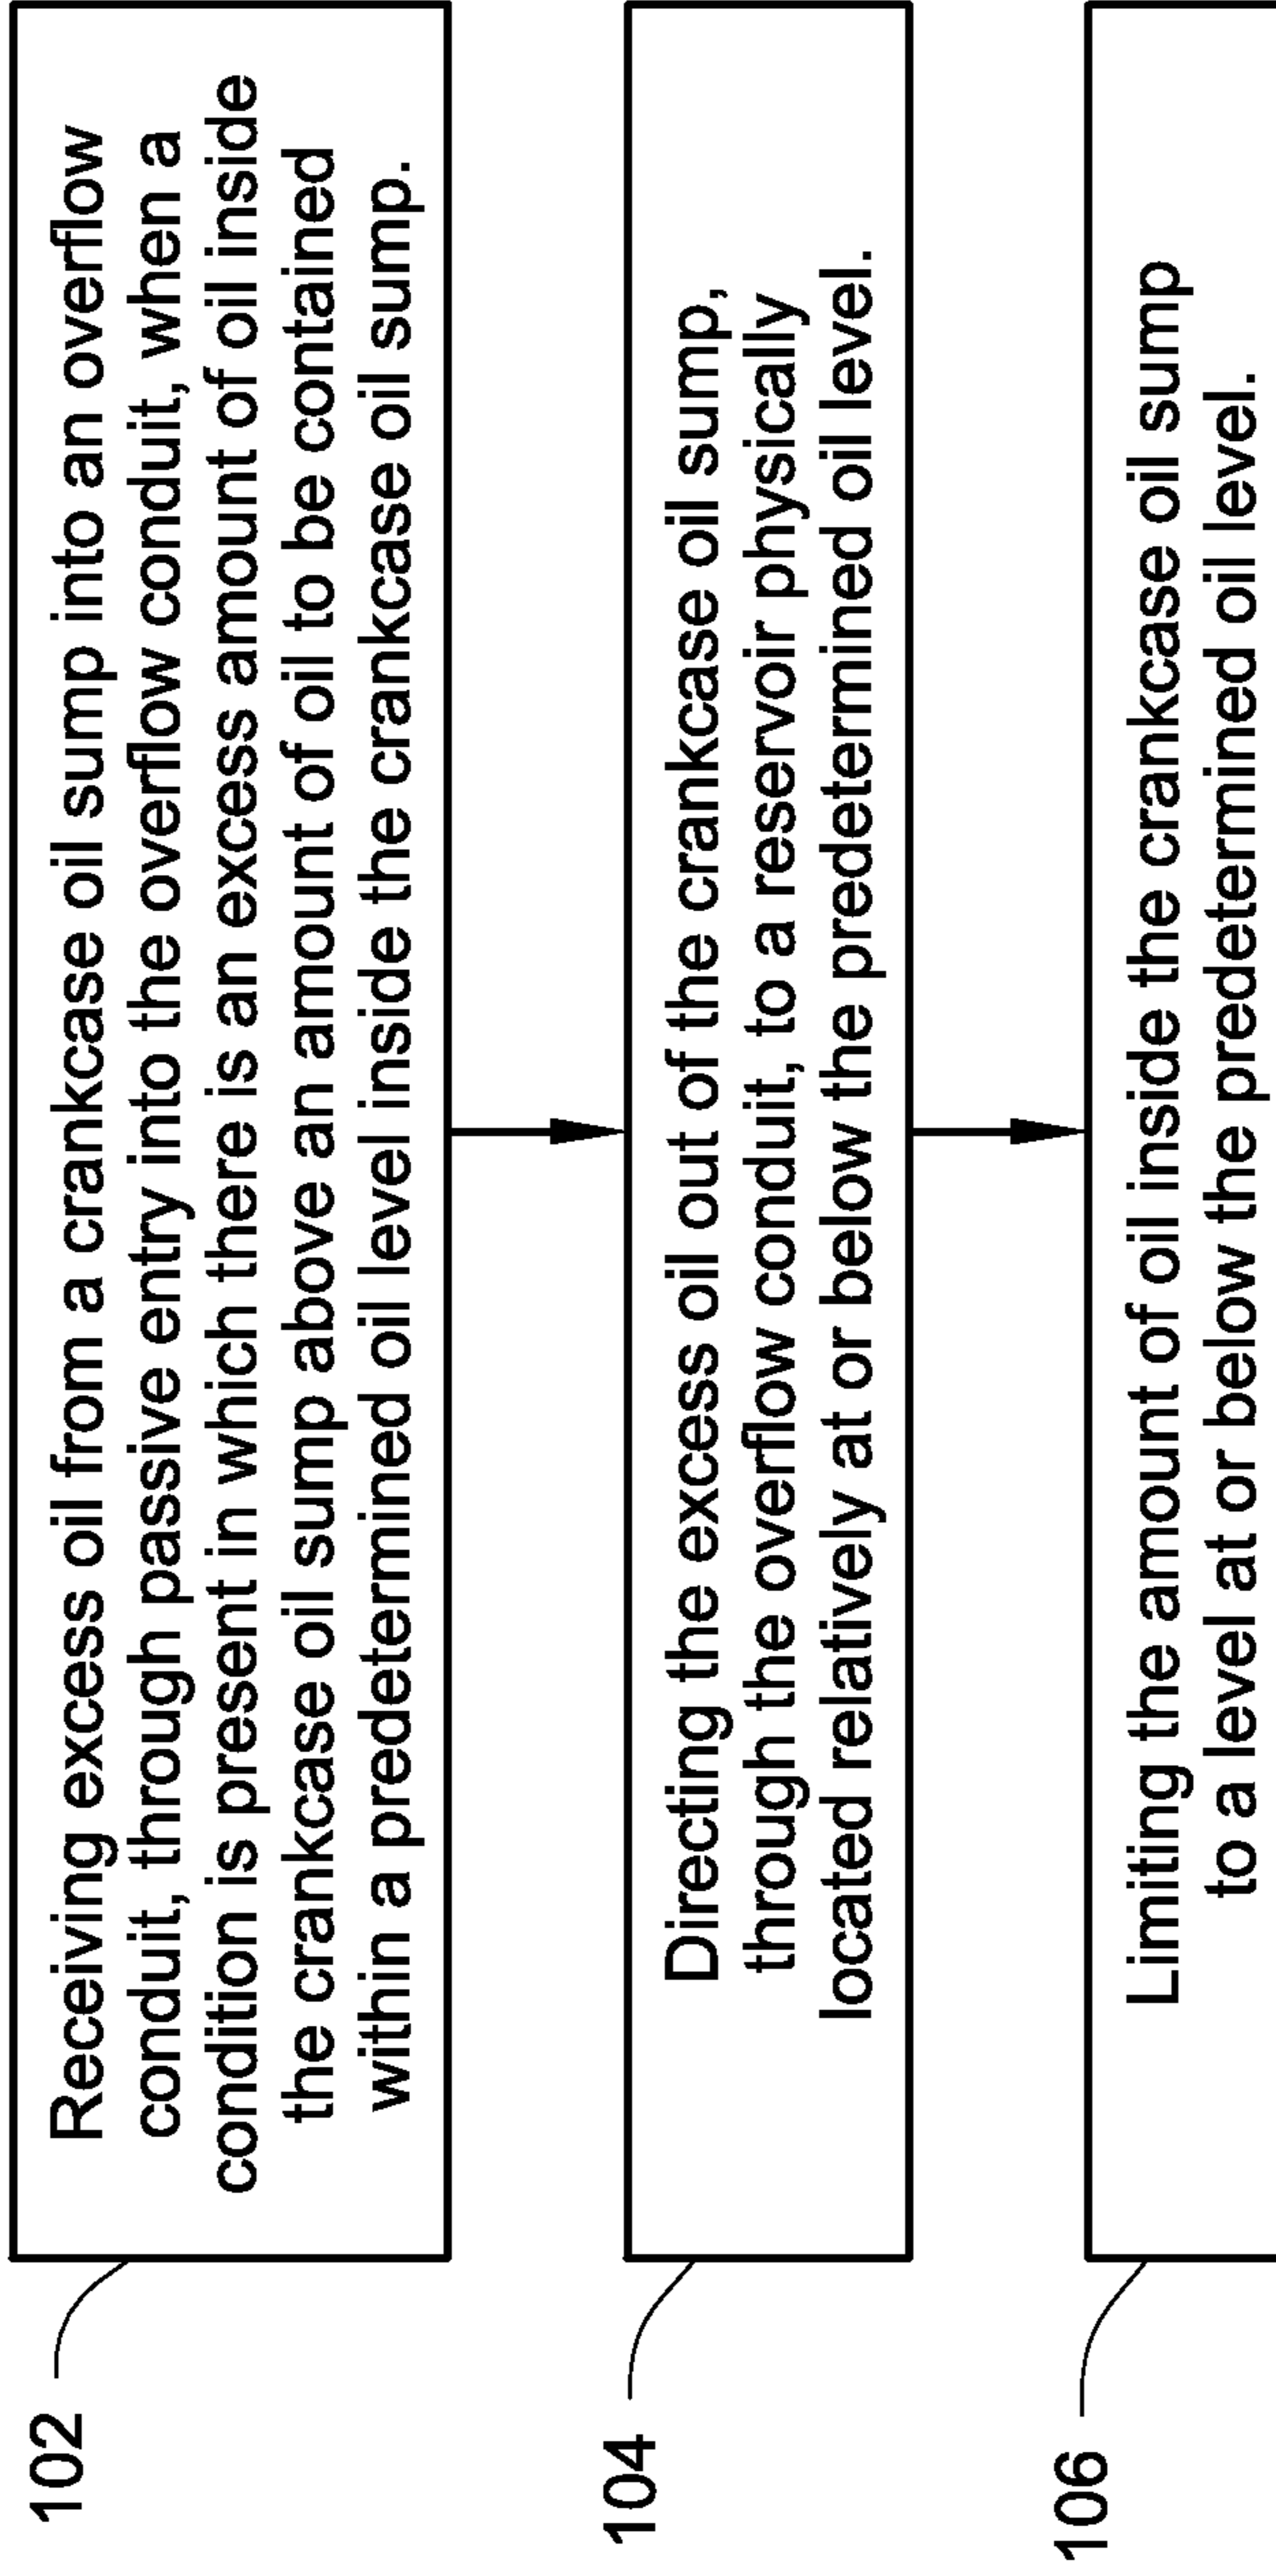 102
Receiving excess oil from a crankcase oil sump into an overflow
conduit, through passive entry into the overflow conduit, when a
condition is present in which there is an excess amount of oil inside
the crankcase oil sump above an amount of oil to be contained
within a predetermined oil level inside the crankcase oil sump.
104
Directing the excess oil out of the crankcase oil sump,
through the overflow conduit, to a reservoir physically
located relatively at or below the predetermined oil level.
106
Limiting the amount of oil inside the crankcase oil sump
to a level at or below the predetermined oil level.